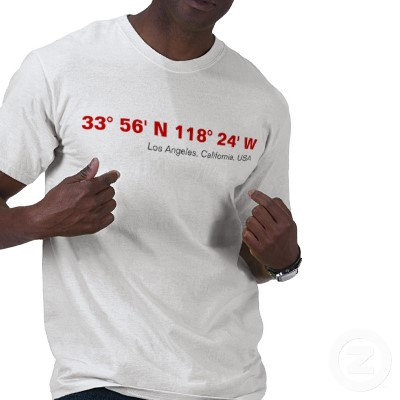 33° 56' N 118° 24' W
Los Angeles, California, USA
Z